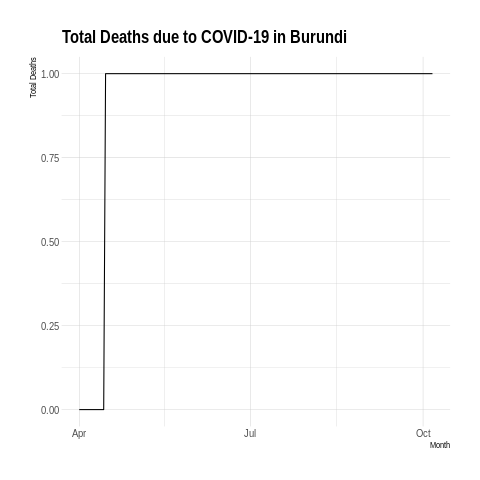 Total Deaths due to COVID-19 in Burundi
Total Deaths
1.00
0.75
0.50
0.25
0.00
Apr Jul Oct
Month